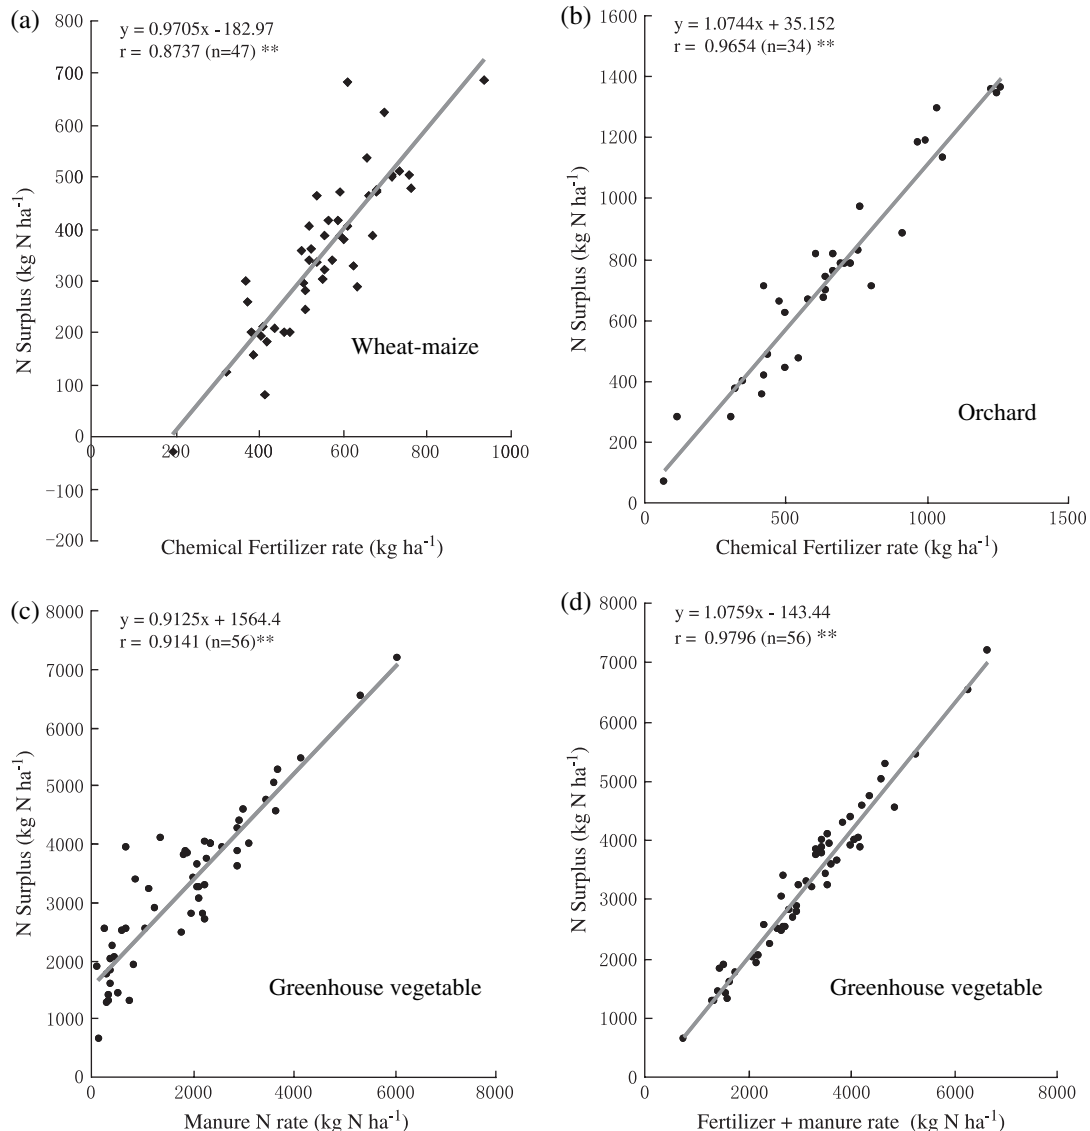 (a)
y = 0.9705x - 182.97
r = 0.8737 (n=47) **
800
700
600
500
400
300
200
100
0
-100
-200
0
200
400
600
800
1000
N Surplus (kg N ha⁻¹)
Wheat-maize
Chemical Fertilizer rate (kg ha⁻¹)
(b)
y = 1.0744x + 35.152
r = 0.9654 (n=34) **
1600
1400
1200
1000
800
600
400
200
0
0
500
1000
1500
N Surplus (kg N ha⁻¹)
Orchard
Chemical Fertilizer rate (kg ha⁻¹)
(c)
y = 0.9125x + 1564.4
r = 0.9141 (n=56)**
8000
7000
6000
5000
4000
3000
2000
1000
0
0
2000
4000
6000
8000
N Surplus (kg N ha⁻¹)
Greenhouse vegetable
Manure N rate (kg N ha⁻¹)
(d)
y = 1.0759x - 143.44
r = 0.9796 (n=56) **
8000
7000
6000
5000
4000
3000
2000
1000
0
0
2000
4000
6000
8000
N Surplus (kg N ha⁻¹)
Greenhouse vegetable
Fertilizer + manure rate (kg N ha⁻¹)